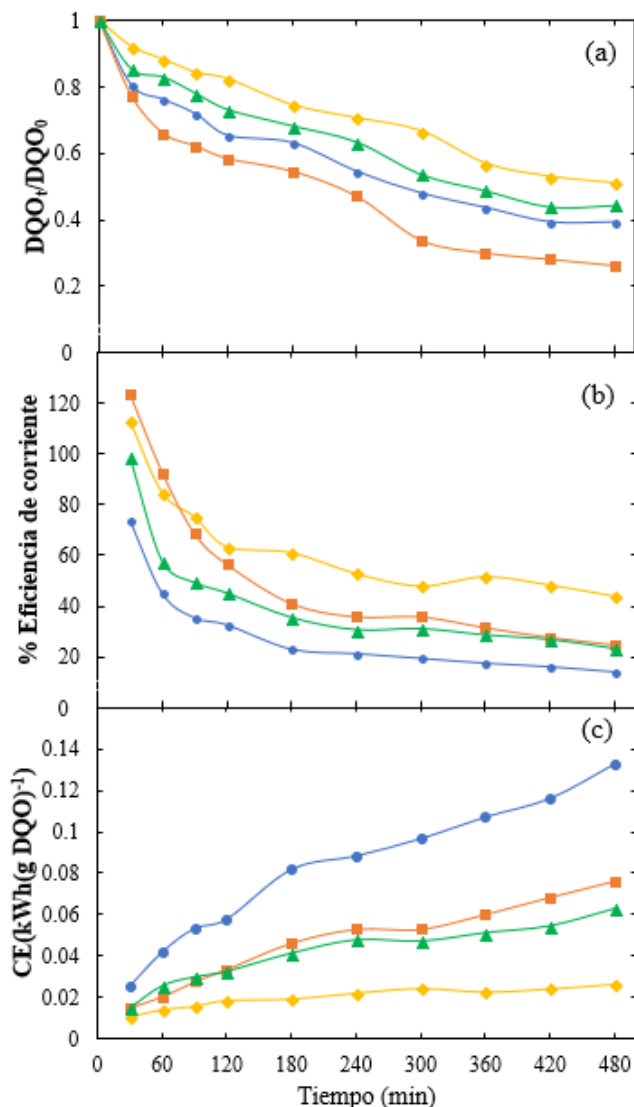 (a)
1
0.8
0.6
0.4
0.2
0
DQOt/DQO0
(b)
120
100
80
60
40
20
0
% Eficiencia de corriente
(c)
0.14
0.12
0.1
0.08
0.06
0.04
0.02
0
CE(kWh(g DQO)-1)
0 60 120 180 240 300 360 420 480
Tiempo (min)